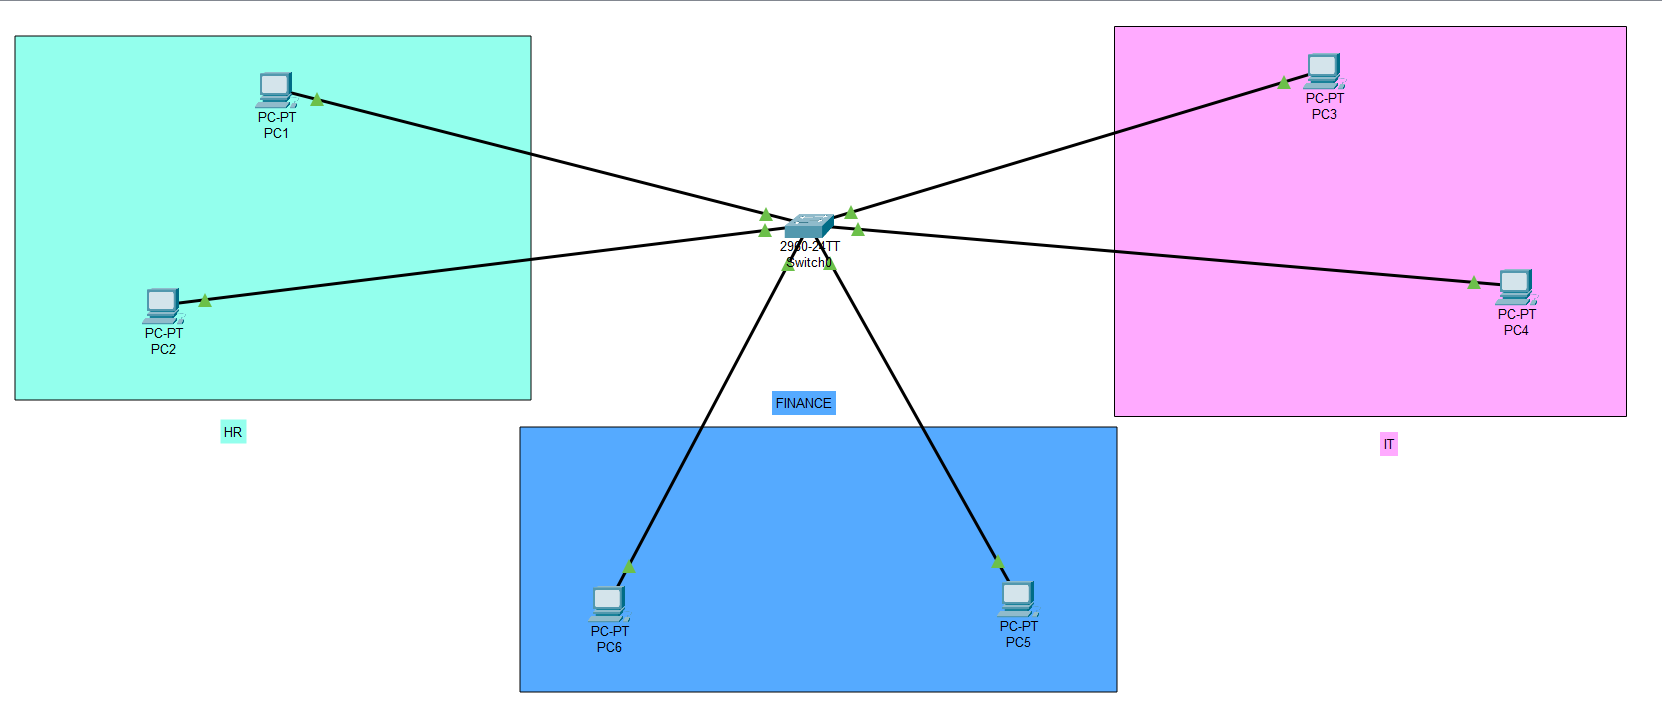 PC-PT
PC1
PC-PT
PC2
HR
2960-24TT
Switch0
PC-PT
PC3
PC-PT
PC4
IT
FINANCE
PC-PT
PC6
PC-PT
PC5